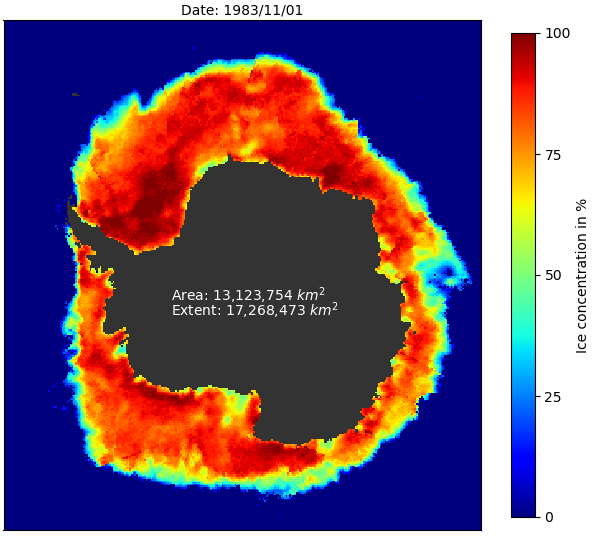 Date: 1983/11/01
100
75
50
25
0
Ice concentration in %
Area: 13,123,754 km²
Extent: 17,268,473 km²